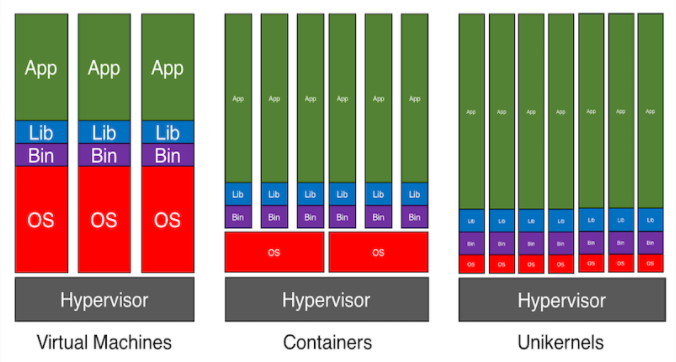 App App App
Lib Lib Lib
Bin Bin Bin
OS OS OS
Hypervisor
Virtual Machines
App App App App App App
Lib Lib Lib Lib Lib Lib
Bin Bin Bin Bin Bin Bin
OS OS
Hypervisor
Containers
App App App App App App App
Lib Lib Lib Lib Lib Lib Lib
Bin Bin Bin Bin Bin Bin Bin
OS OS OS OS OS OS OS
Hypervisor
Unikernels